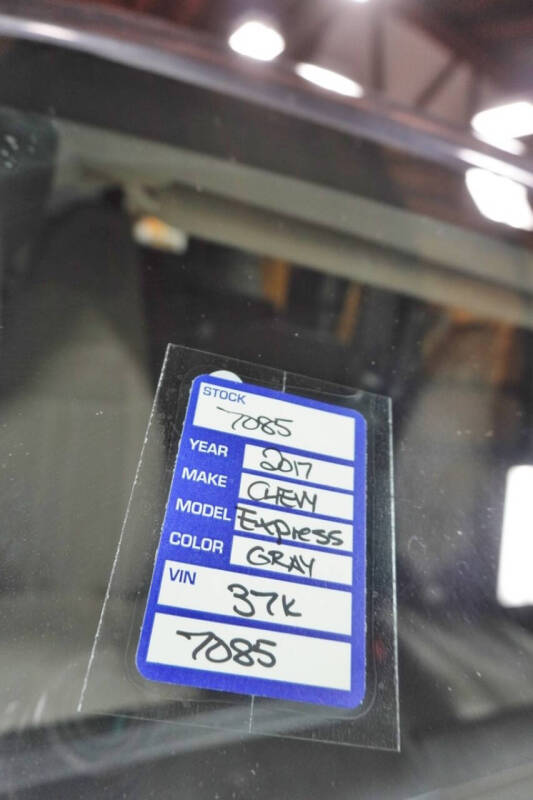 STOCK
7085
YEAR 2017
MAKE CHEVY
MODEL Express
COLOR GRAY
VIN 37K
7085